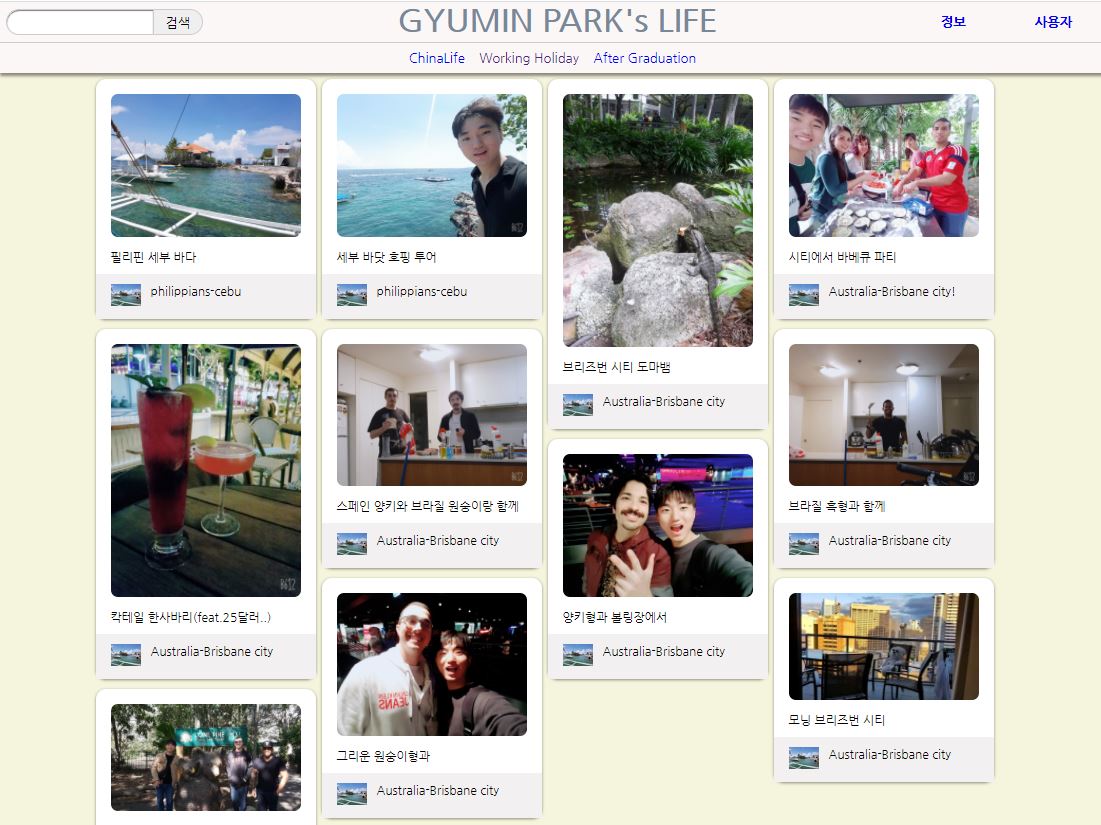 검색
GYUMIN PARK's LIFE
정보
사용자
ChinaLife
Working Holiday
After Graduation
필리핀 세부 바다
philippians-cebu
세부 바닷 호핑 투어
philippians-cebu
브리즈번 시티 도마뱀
Australia-Brisbane city
시티에서 바베큐 파티
Australia-Brisbane city!
칵테일 한사바리(feat.25달러..)
Australia-Brisbane city
스페인 양키와 브라질 원숭이랑 함께
Australia-Brisbane city
양키형과 볼링장에서
Australia-Brisbane city
브라질 흑형과 함께
Australia-Brisbane city
그리운 원숭이형과
Australia-Brisbane city
모닝 브리즈번 시티
Australia-Brisbane city
B612
JEANS